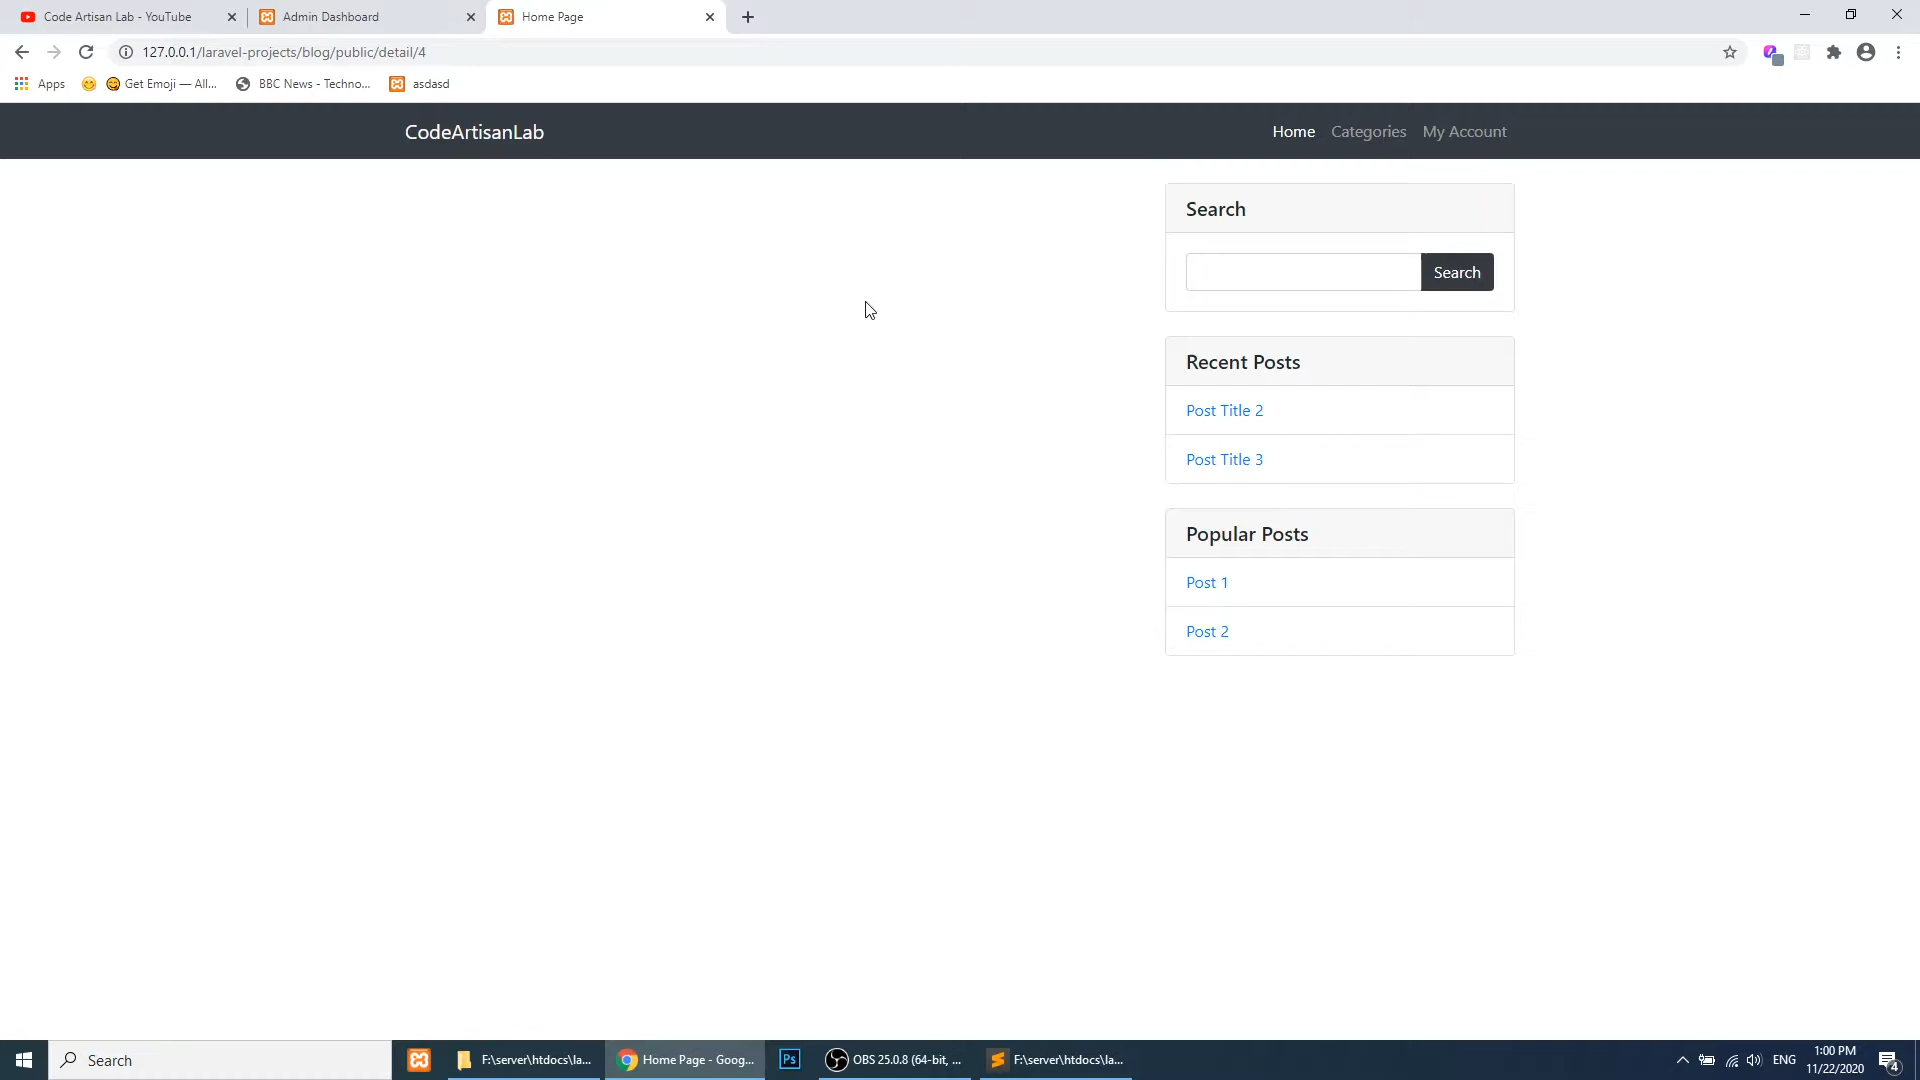 Code Artisan Lab - YouTube
Admin Dashboard
Home Page
127.0.0.1/laravel-projects/blog/public/detail/4
Apps
Get Emoji — All...
BBC News - Techno...
asdasd
CodeArtisanLab
Home
Categories
My Account
Search
Search
Recent Posts
Post Title 2
Post Title 3
Popular Posts
Post 1
Post 2
Search
F:\server\htdocs\la...
Home Page - Goog...
Ps
OBS 25.0.8 (64-bit, ...
F:\server\htdocs\la...
ENG
1:00 PM
11/22/2020
4